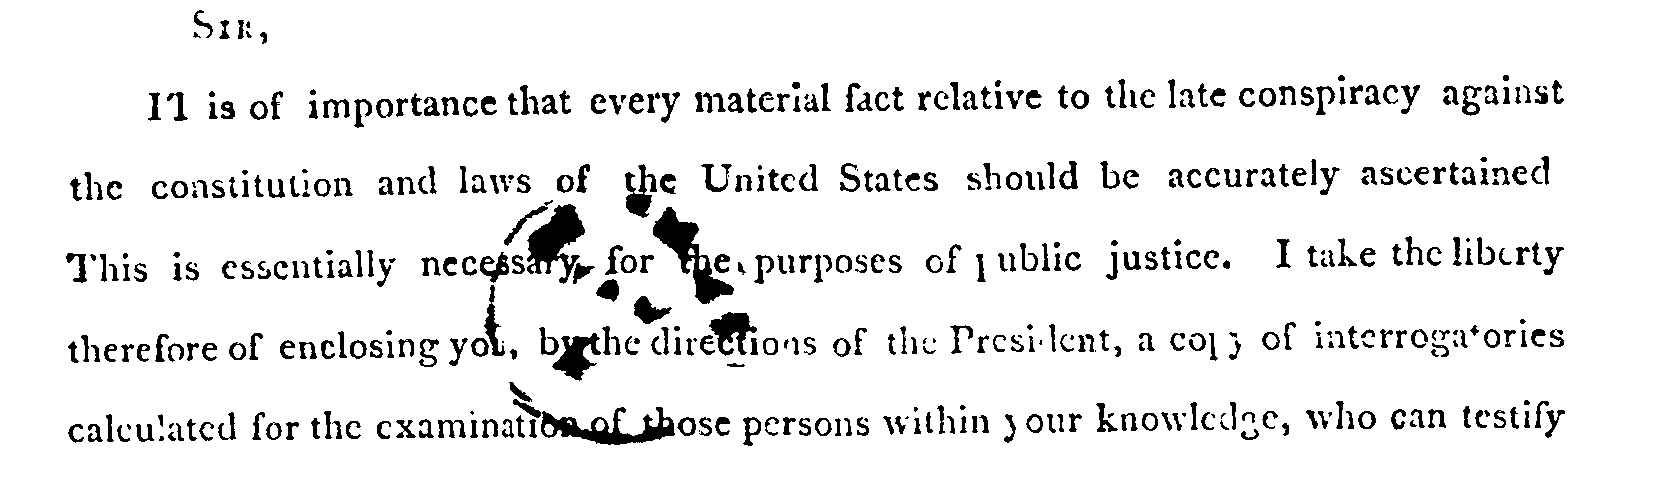 SIR,
IT is of importance that every material fact relative to the late conspiracy against
the constitution and laws of the United States should be accurately ascertained
This is essentially necessary, for the purposes of public justice. I take the liberty
therefore of enclosing you, by the directions of the President, a copy of interrogatories
calculated for the examination of those persons within your knowledge, who can testify